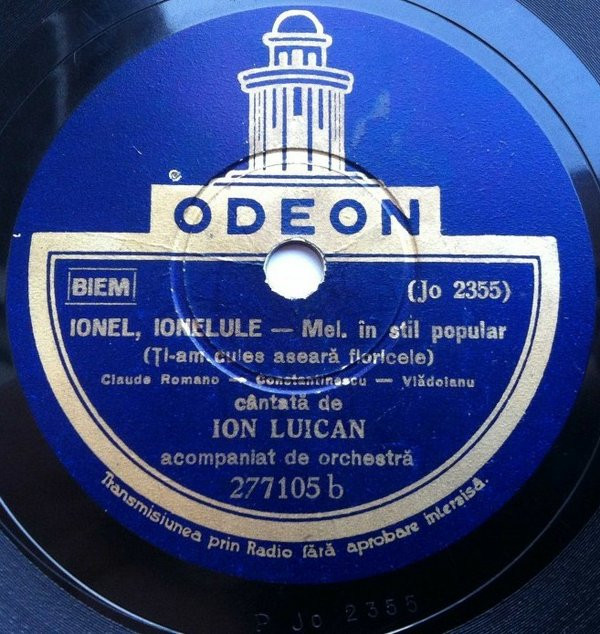 ODEON
BIEM (Jo 2355)
IONEL, IONELULE — Mel. în stil popular
(Ți-am cules aseară floricele)
Claude Romano — Constantinescu — Vlădoianu
cântată de
ION LUICAN
acompaniat de orchestră
277105 b
Transmisiunea prin Radio fără aprobare interzisă.
P Jo 2355